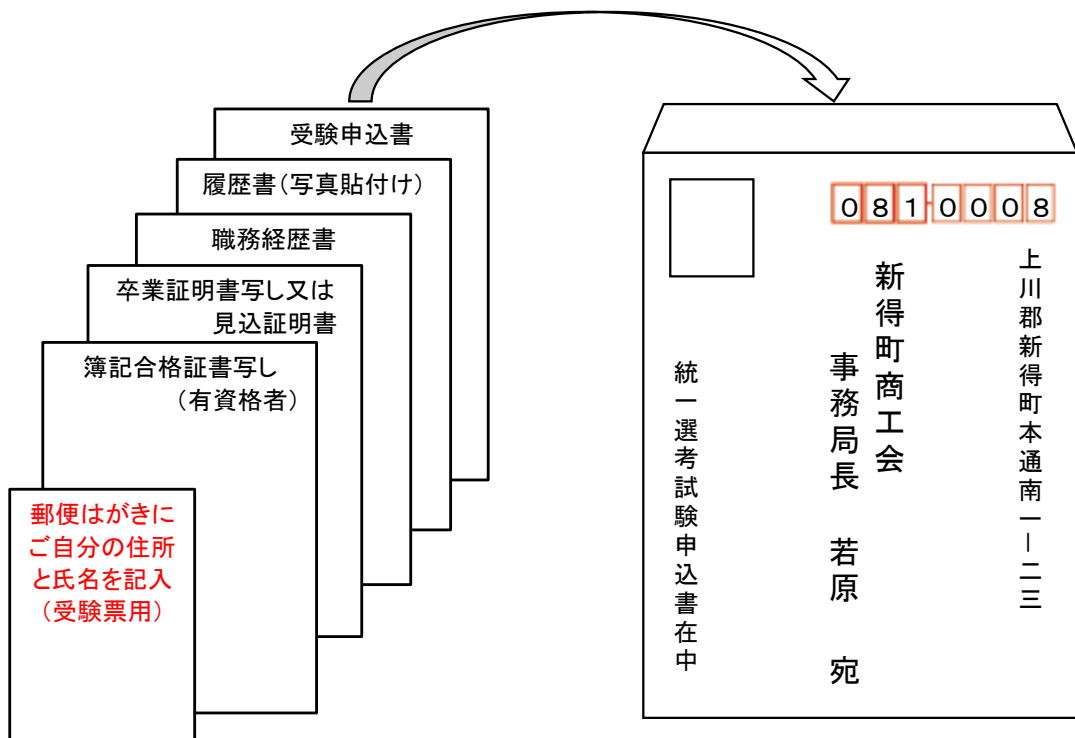 受験申込書
履歴書（写真貼付け）
職務経歴書
卒業証明書写し又は
見込証明書
簿記合格証書写し
（有資格者）
郵便はがきに
ご自分の住所
と氏名を記入
（受験票用）
081-0008
上川郡新得町本通南一ー二三
新得町商工会
事務局長　若原　宛
統一選考試験申込書在中